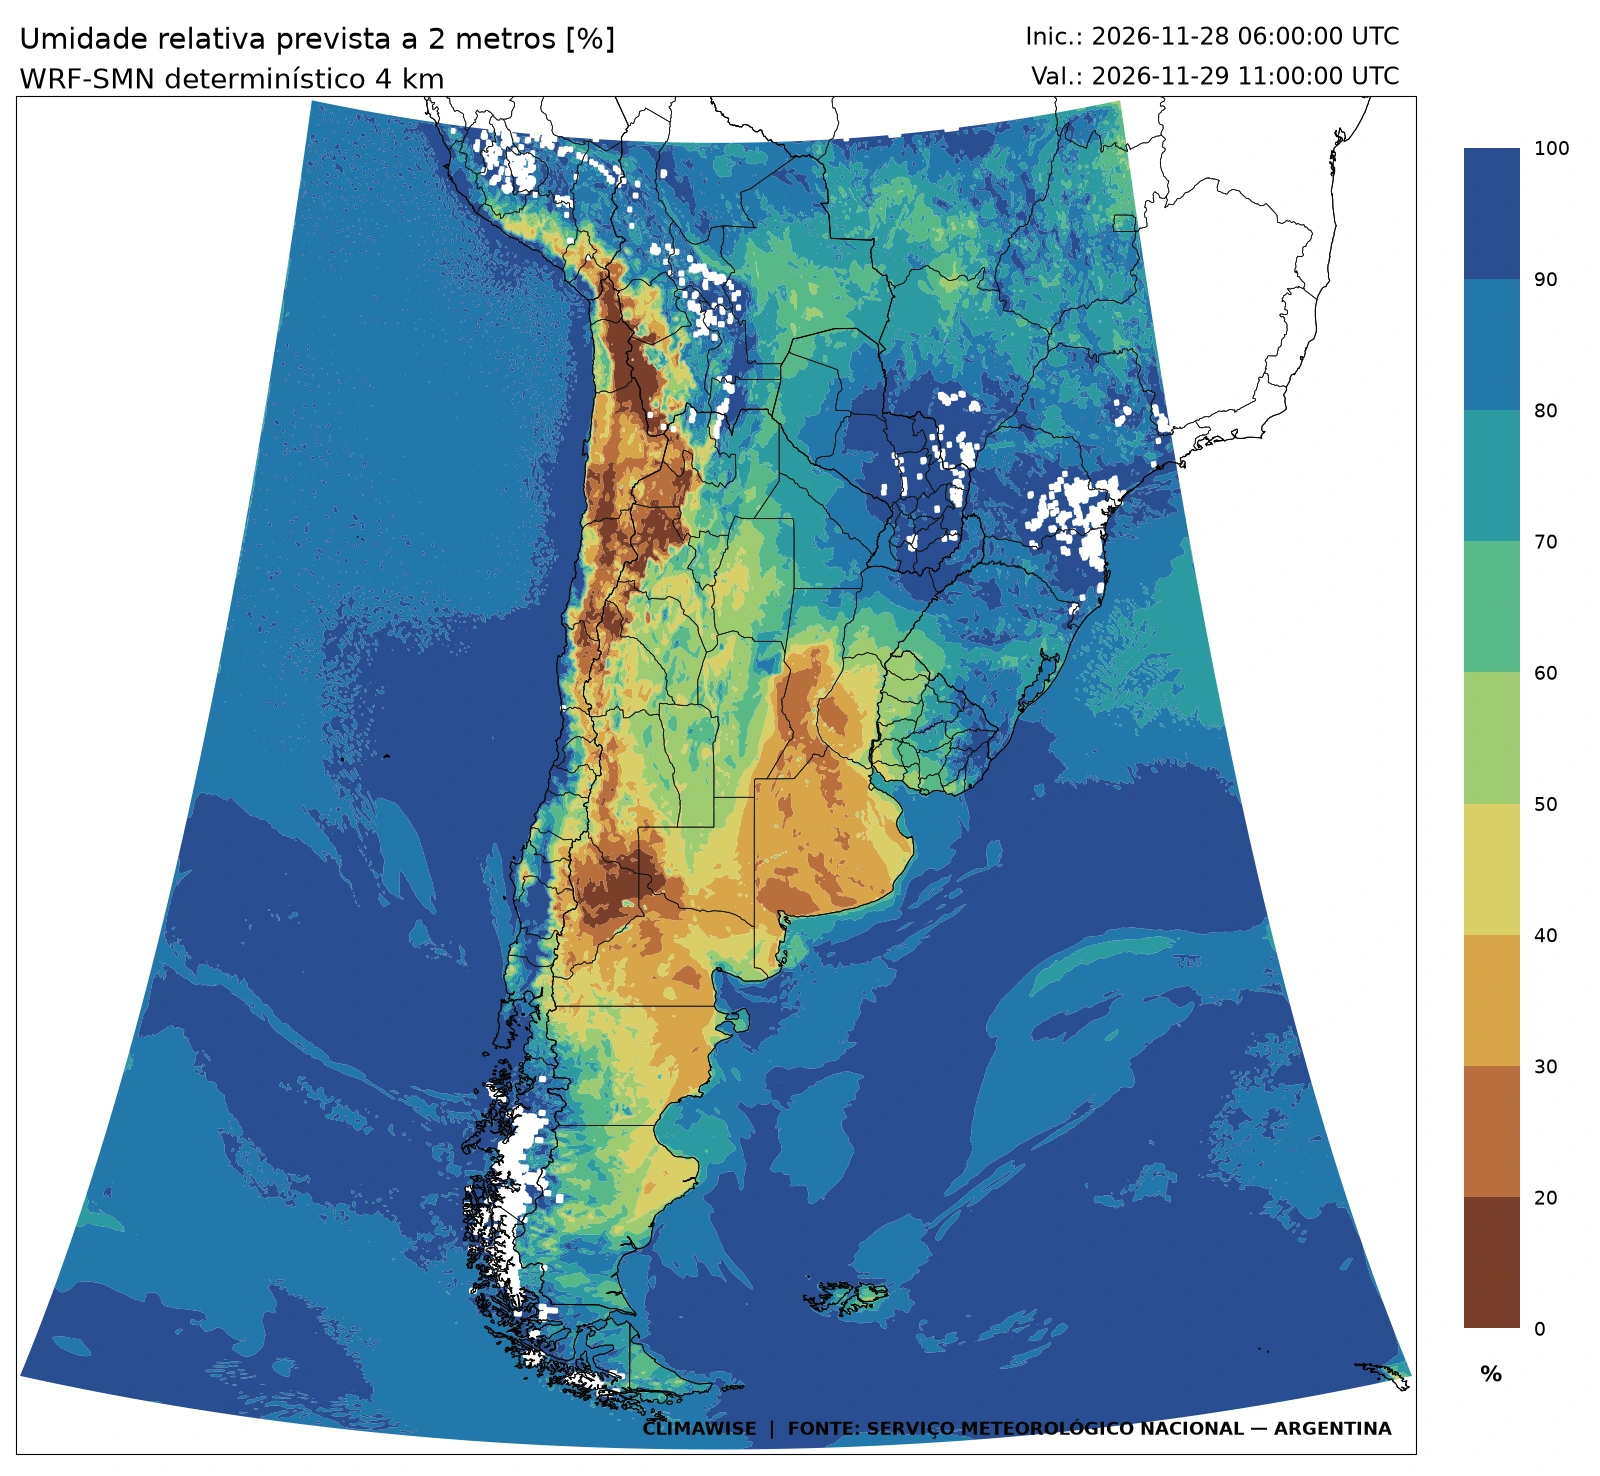 Umidade relativa prevista a 2 metros [%]
WRF-SMN determinístico 4 km
Inic.: 2026-11-28 06:00:00 UTC
Val.: 2026-11-29 11:00:00 UTC
100
90
80
70
60
50
40
30
20
0
%
CLIMAWISE | FONTE: SERVIÇO METEOROLÓGICO NACIONAL — ARGENTINA